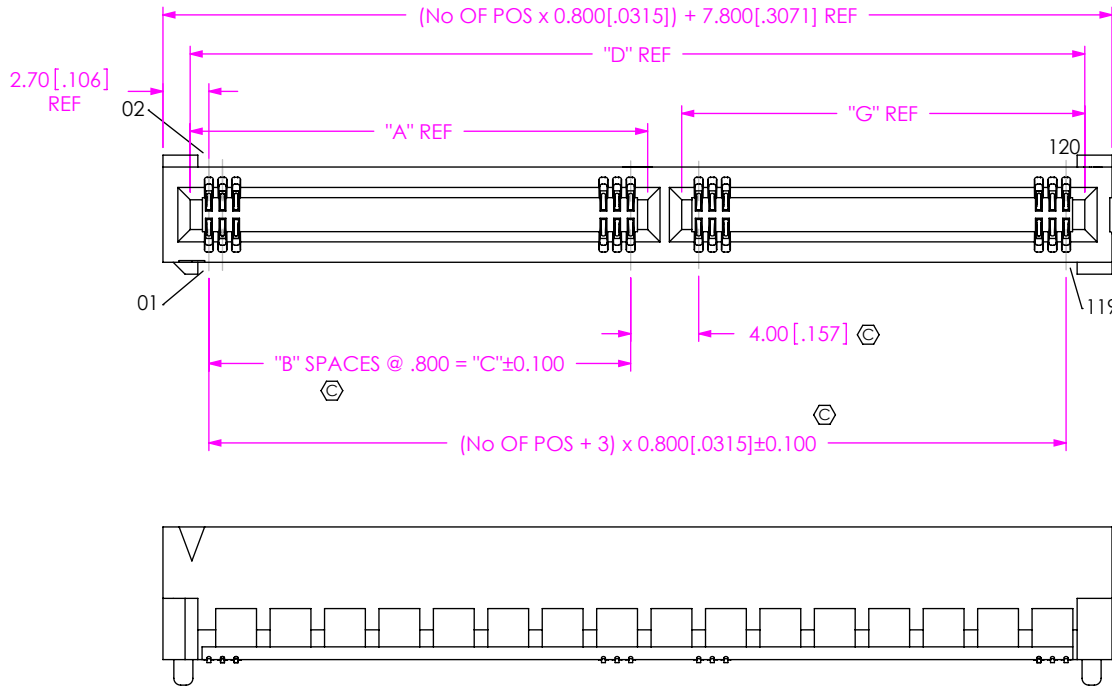 (No OF POS x 0.800[.0315]) + 7.800[.3071] REF
"D" REF
2.70[.106]
REF
02
"A" REF
"G" REF
120
01
119
4.00[.157] C
"B" SPACES @ .800 = "C"±0.100
C
C
(No OF POS + 3) x 0.800[.0315]±0.100